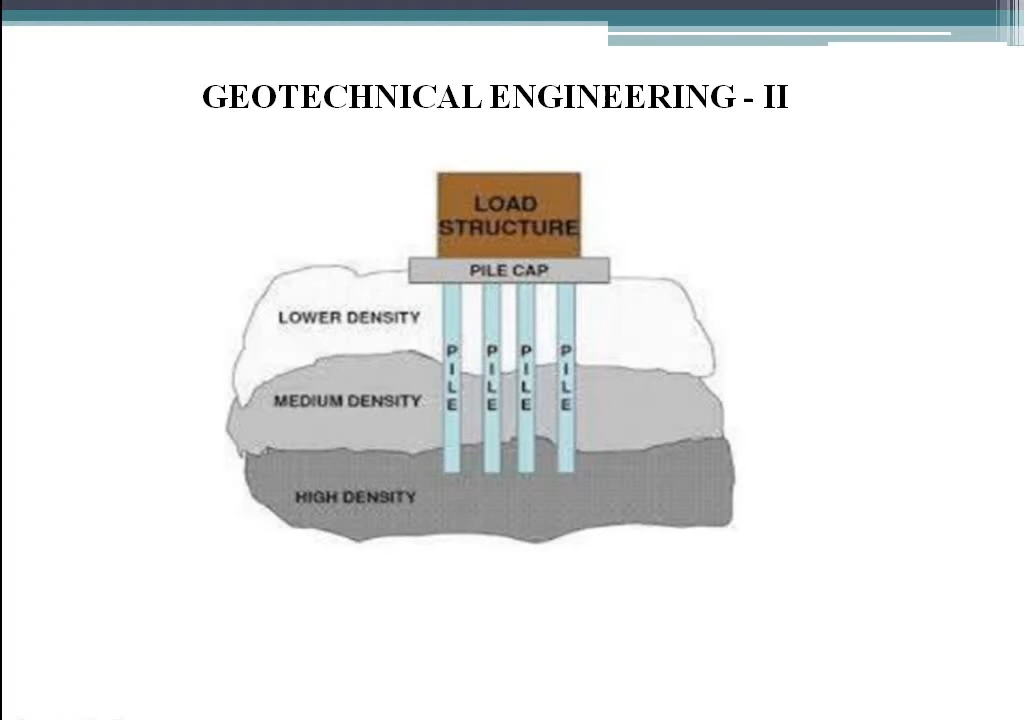 GEOTECHNICAL ENGINEERING - II
LOAD
STRUCTURE
PILE CAP
LOWER DENSITY
PILE
PILE
PILE
PILE
MEDIUM DENSITY
HIGH DENSITY